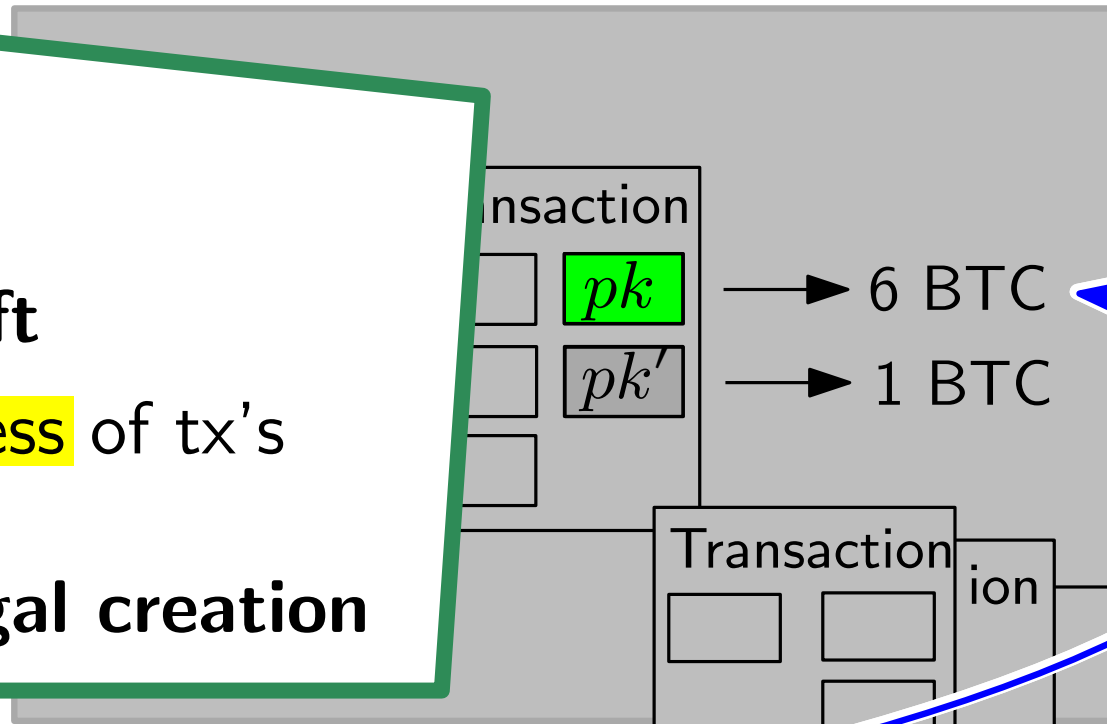 nsaction
pk
6 BTC
pk′
1 BTC
ft
ess of tx's
gal creation
Transaction
ion